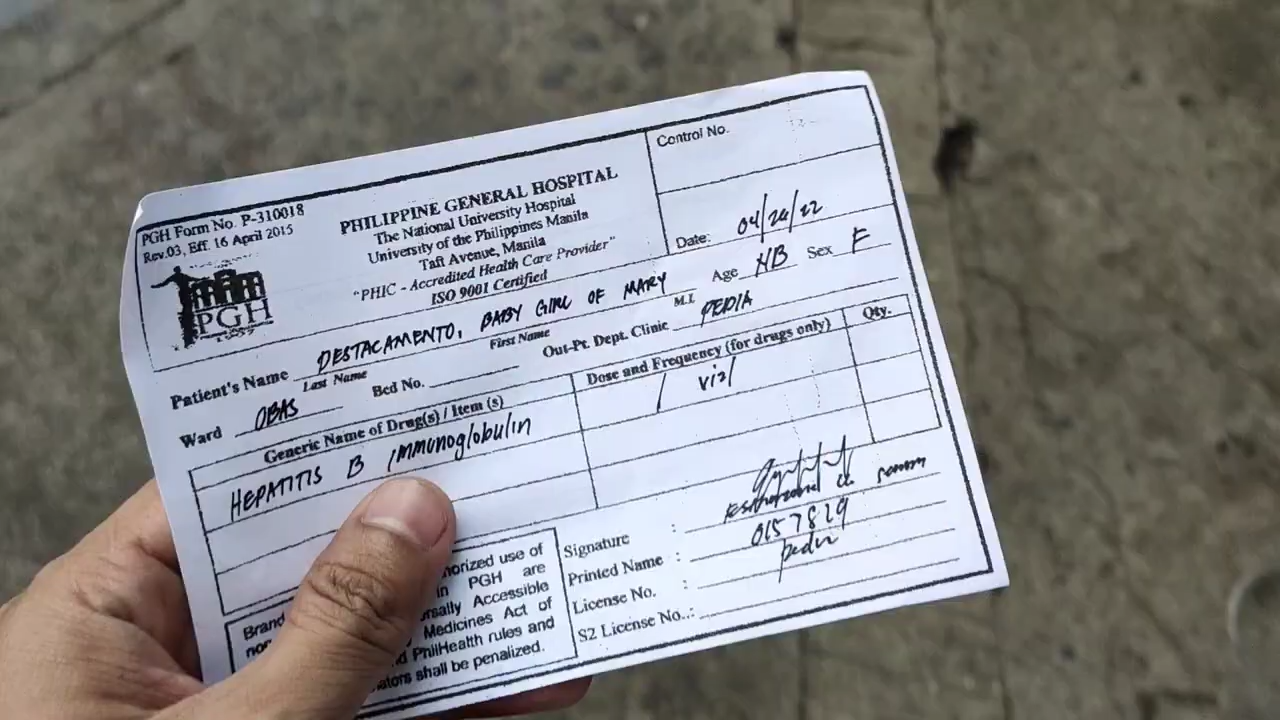 PGH Form No. P-310018
Rev.03, Eff. 16 April 2015
PGH
PHILIPPINE GENERAL HOSPITAL
The National University Hospital
University of the Philippines Manila
Taft Avenue, Manila
"PHIC - Accredited Health Care Provider"
ISO 9001 Certified
Control No.
Date: 04/24/22
Patient's Name DESTACAMENTO, BABY GIRL OF MARY Age NB Sex F
Last Name First Name M.I.
Ward OBAS Bed No. Out-Pt. Dept. Clinic PEDIA
Generic Name of Drug(s) / Item (s) Dose and Frequency (for drugs only) Qty.
HEPATITIS B immunoglobulin 1 vial
Brand
horized use of
in PGH are
rsally Accessible
Medicines Act of
PhilHealth rules and
ators shall be penalized.
Signature :
Printed Name :
License No. : 0157829
S2 License No..: pedia